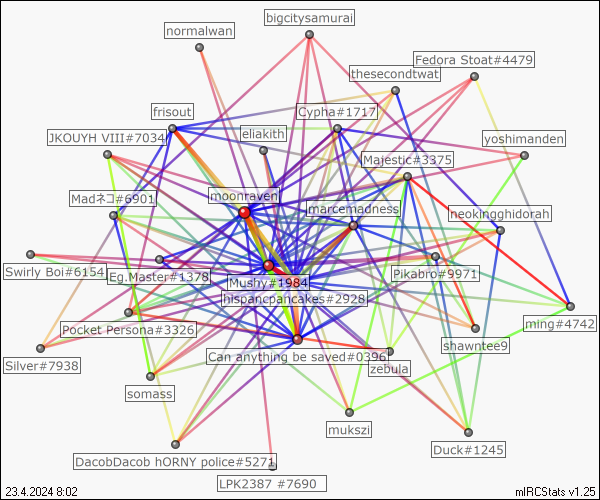 bigcitysamurai
normalwan
Fedora Stoat#4479
thesecondtwat
frisout
Cypha#1717
eliakith
JKOUYH VIII#7034
yoshimanden
Majestic#3375
Madネコ#6901
moonraven
marcemadness
neokingghidorah
Swirly Boi#6154
Eg.Master#1378
Mushy#1984
Pikabro#9971
hispancpancakes#2928
Pocket Persona#3326
ming#4742
shawntee9
Can anything be saved#0396
Silver#7938
zebula
somass
mukszi
Duck#1245
DacobDacob hORNY police#5271
LPK2387 #7690
23.4.2024 8:02
mIRCStats v1.25